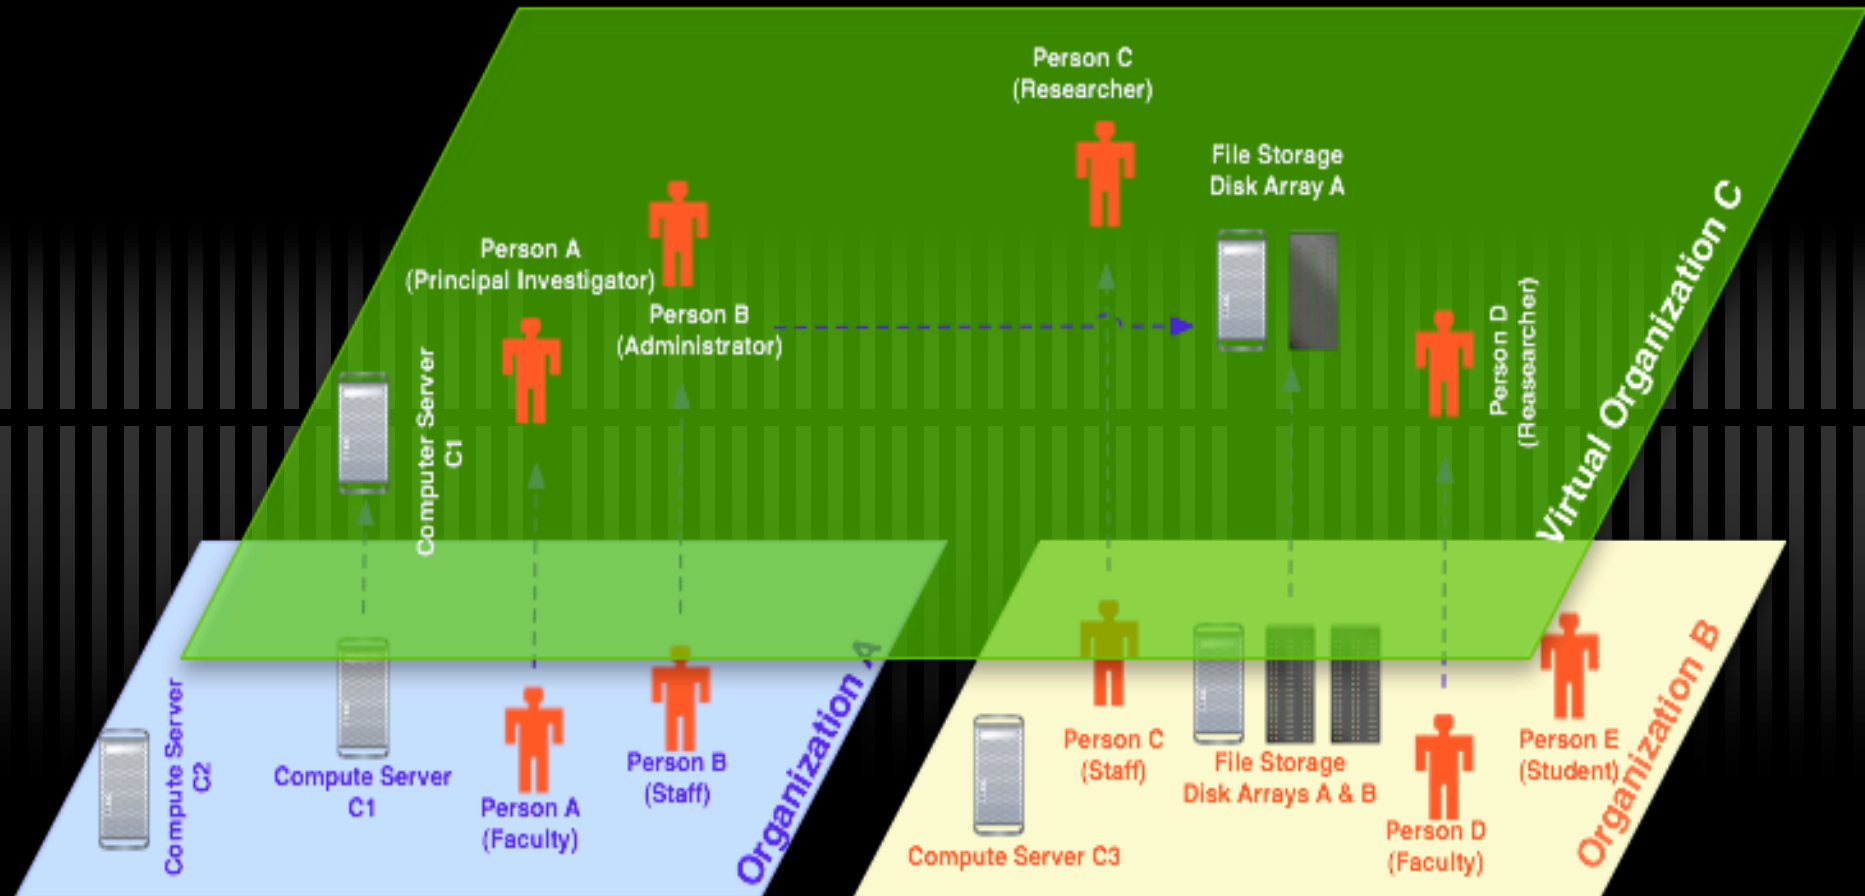 Person C
(Researcher)
File Storage
Disk Array A
Person A
(Principal Investigator)
Person B
(Administrator)
Computer Server
C1
Person D
(Reasearcher)
Virtual Organization C
Compute Server
C2
Compute Server
C1
Person A
(Faculty)
Person B
(Staff)
Organization A
Compute Server C3
Person C
(Staff)
File Storage
Disk Arrays A & B
Person D
(Faculty)
Person E
(Student)
Organization B